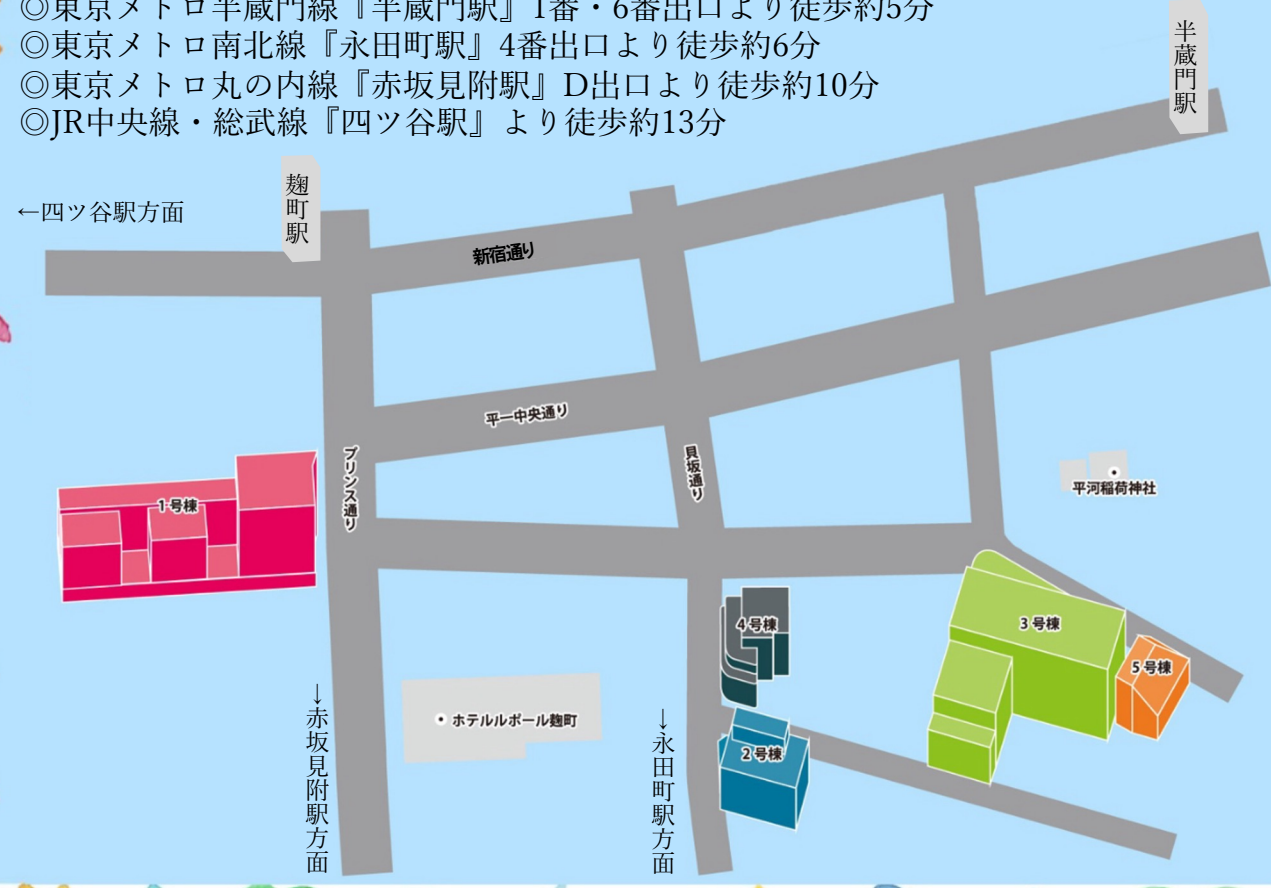 ◎東京メトロ半蔵門線『半蔵門駅』1番・6番出口より徒歩約5分
◎東京メトロ南北線『永田町駅』4番出口より徒歩約6分
◎東京メトロ丸の内線『赤坂見附駅』D出口より徒歩約10分
◎JR中央線・総武線『四ツ谷駅』より徒歩約13分
半蔵門駅
麹町駅
←四ツ谷駅方面
新宿通り
平一中央通り
プリンス通り
貝坂通り
平河稲荷神社
1号棟
4号棟
3号棟
5号棟
ホテルルポール麹町
2号棟
↓赤坂見附駅方面
↓永田町駅方面